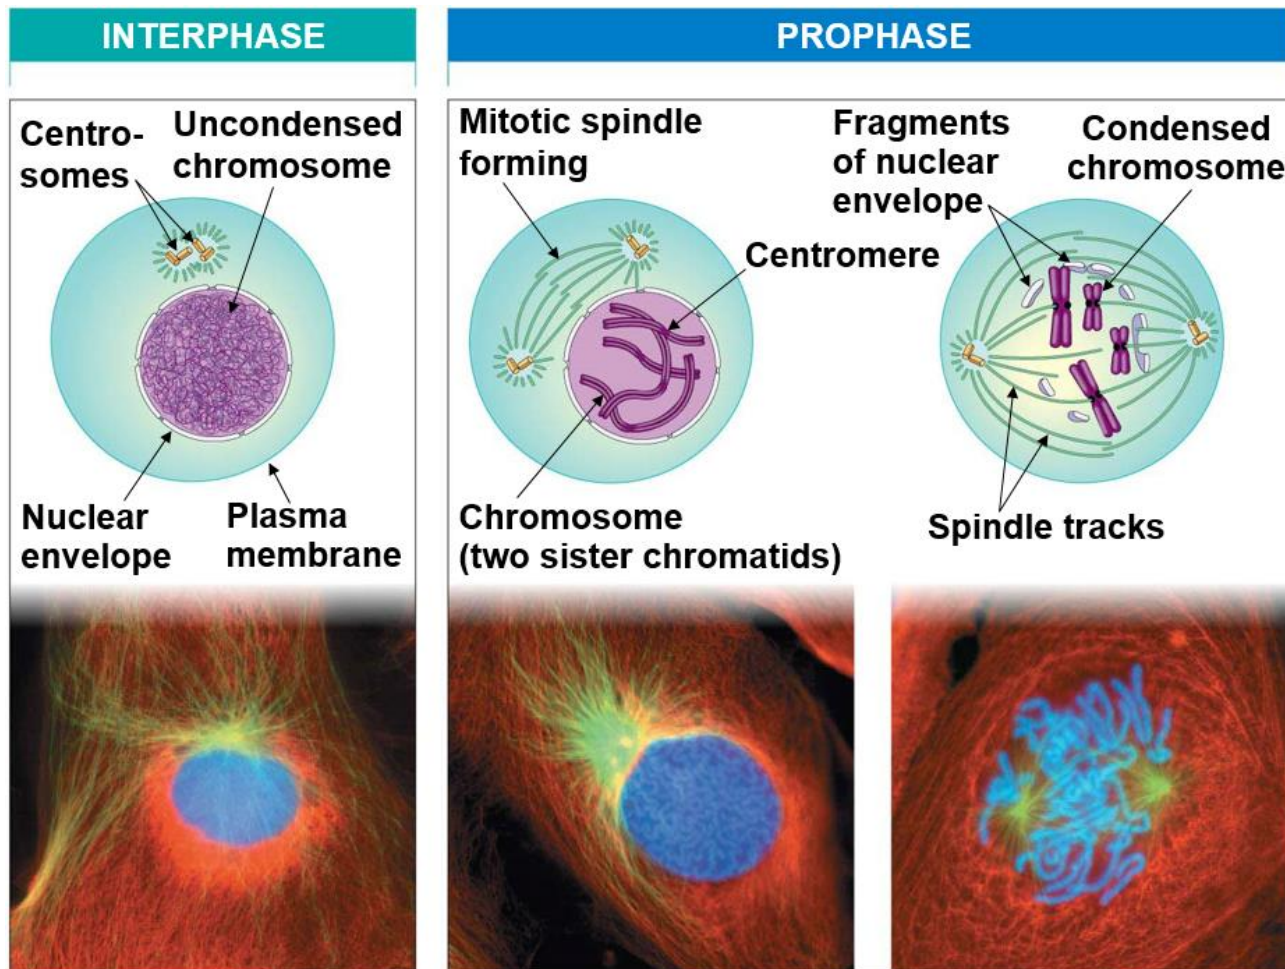 INTERPHASE
PROPHASE
Centro-
somes
Uncondensed
chromosome
Nuclear
envelope
Plasma
membrane
Mitotic spindle
forming
Centromere
Chromosome
(two sister chromatids)
Fragments
of nuclear
envelope
Condensed
chromosome
Spindle tracks